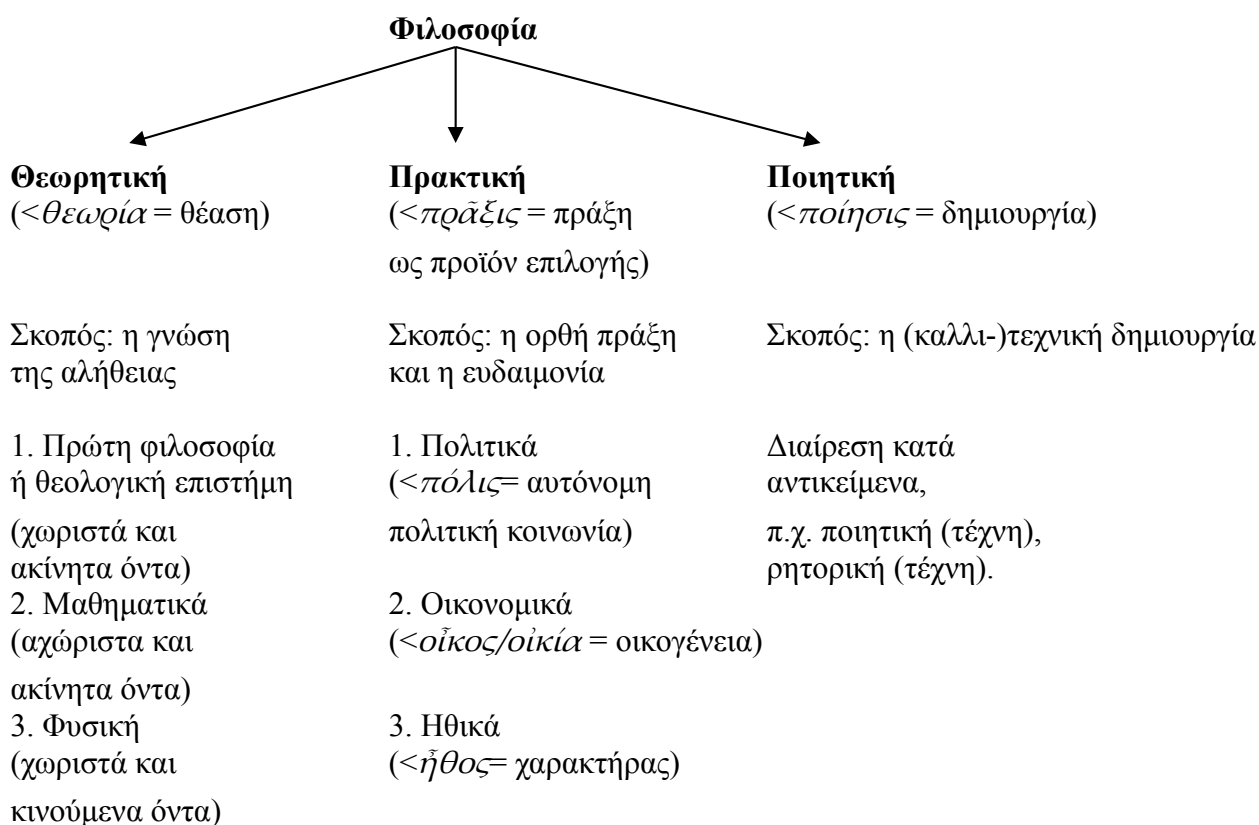 Φιλοσοφία
Θεωρητική
(<θεωρία = θέαση)
Σκοπός: η γνώση
της αλήθειας
1. Πρώτη φιλοσοφία
ή θεολογική επιστήμη
(χωριστά και
ακίνητα όντα)
2. Μαθηματικά
(αχώριστα και
ακίνητα όντα)
3. Φυσική
(χωριστά και
κινούμενα όντα)
Πρακτική
(<πρᾶξις = πράξη
ως προϊόν επιλογής)
Σκοπός: η ορθή πράξη
και η ευδαιμονία
1. Πολιτικά
(<πόλις= αυτόνομη
πολιτική κοινωνία)
2. Οικονομικά
(<οἶκος/οἰκία = οικογένεια)
3. Ηθικά
(<ἦθος= χαρακτήρας)
Ποιητική
(<ποίησις = δημιουργία)
Σκοπός: η (καλλι-)τεχνική δημιουργία
Διαίρεση κατά
αντικείμενα,
π.χ. ποιητική (τέχνη),
ρητορική (τέχνη).